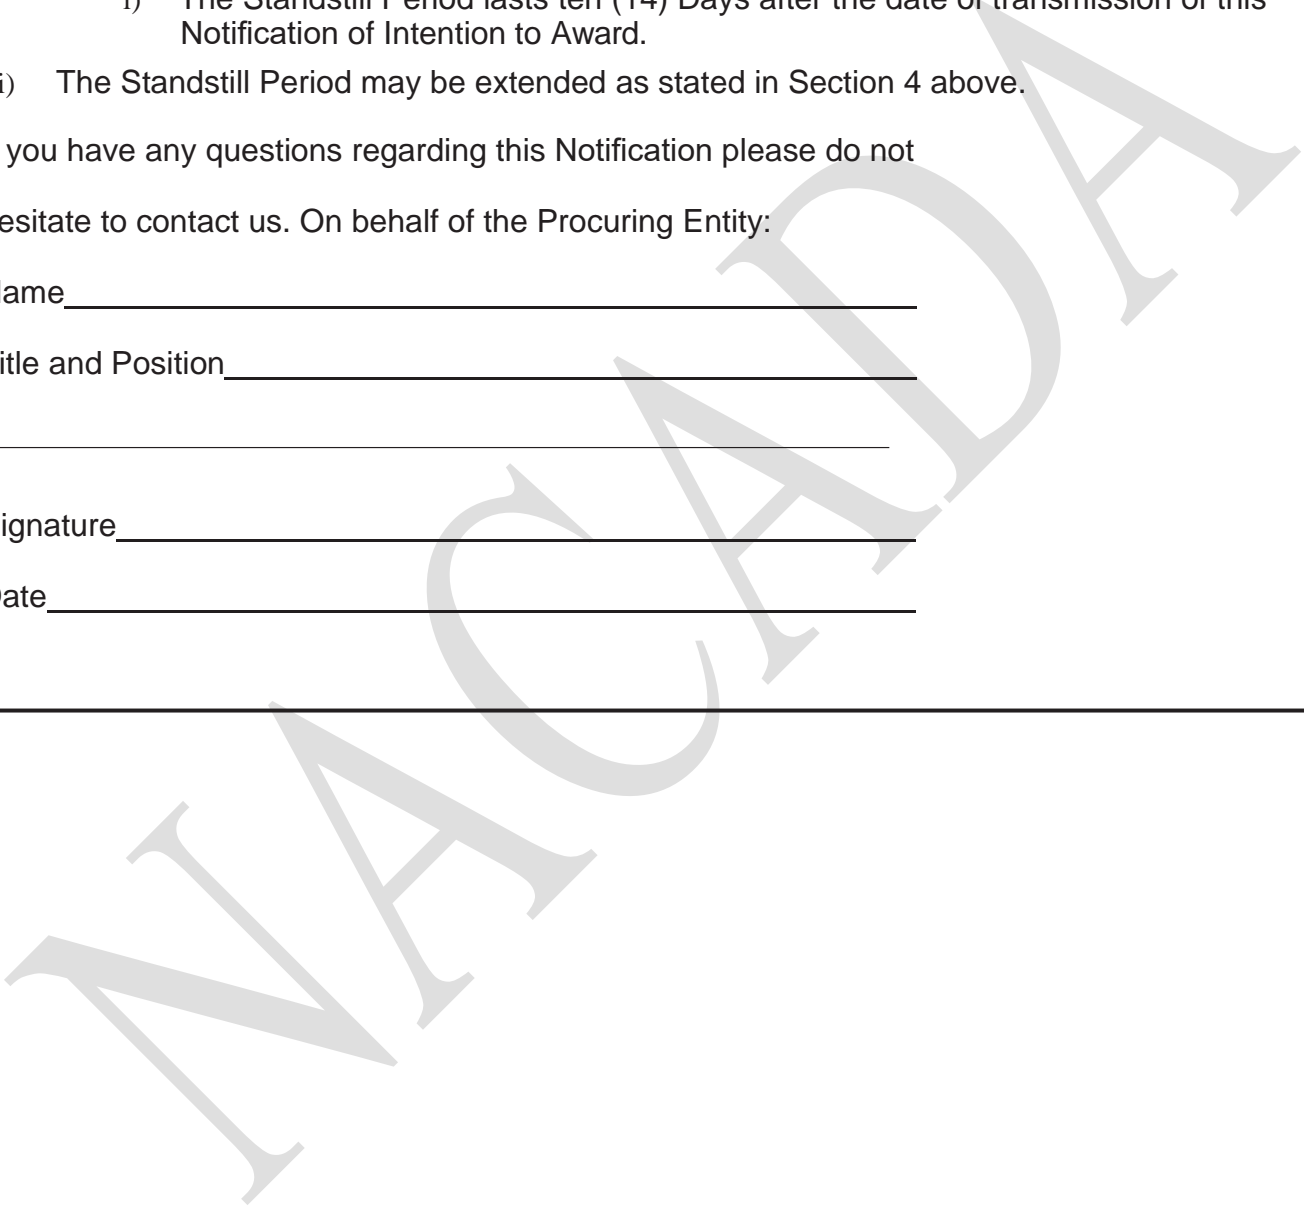 i) The Standstill Period lasts ten (14) Days after the date of transmission of this
Notification of Intention to Award.
i) The Standstill Period may be extended as stated in Section 4 above.
you have any questions regarding this Notification please do not
esitate to contact us. On behalf of the Procuring Entity:
ame
itle and Position
ignature
ate
NACADA